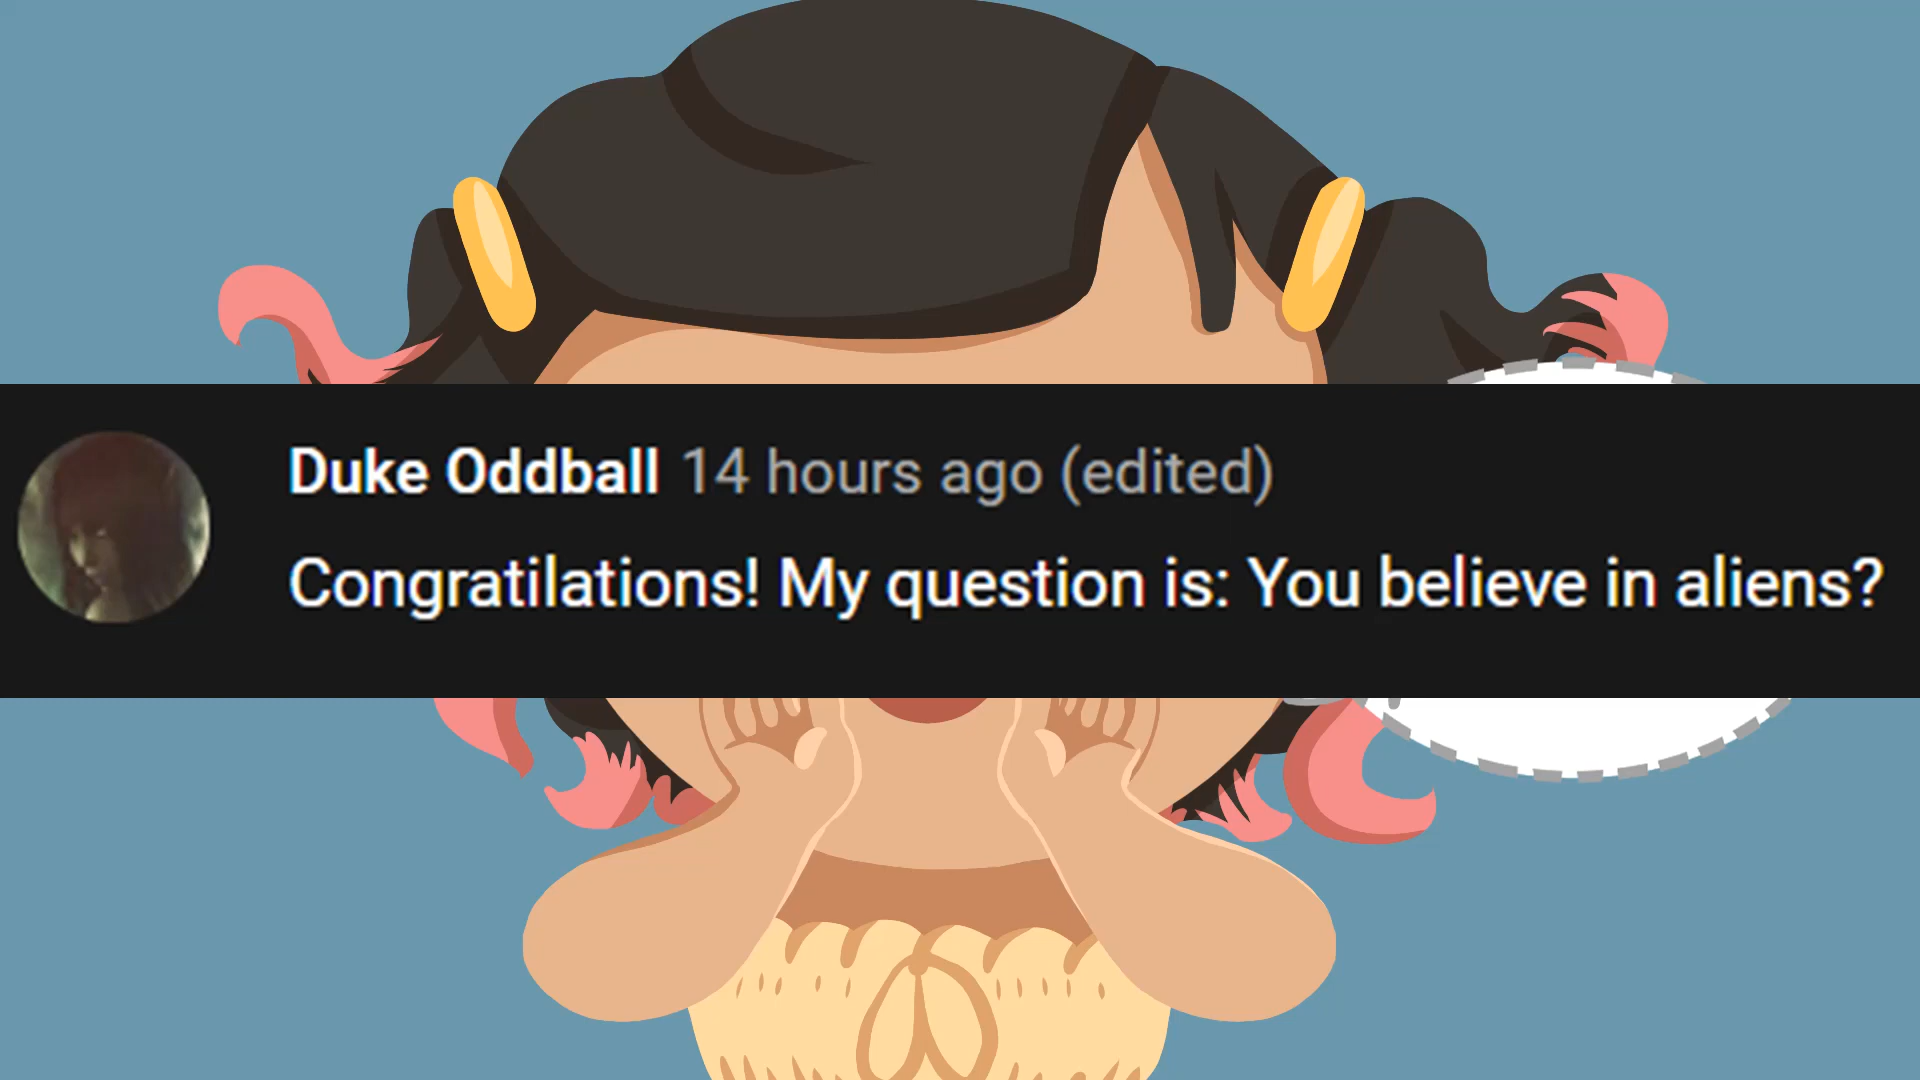 Duke Oddball 14 hours ago (edited)
Congratilations! My question is: You believe in aliens?